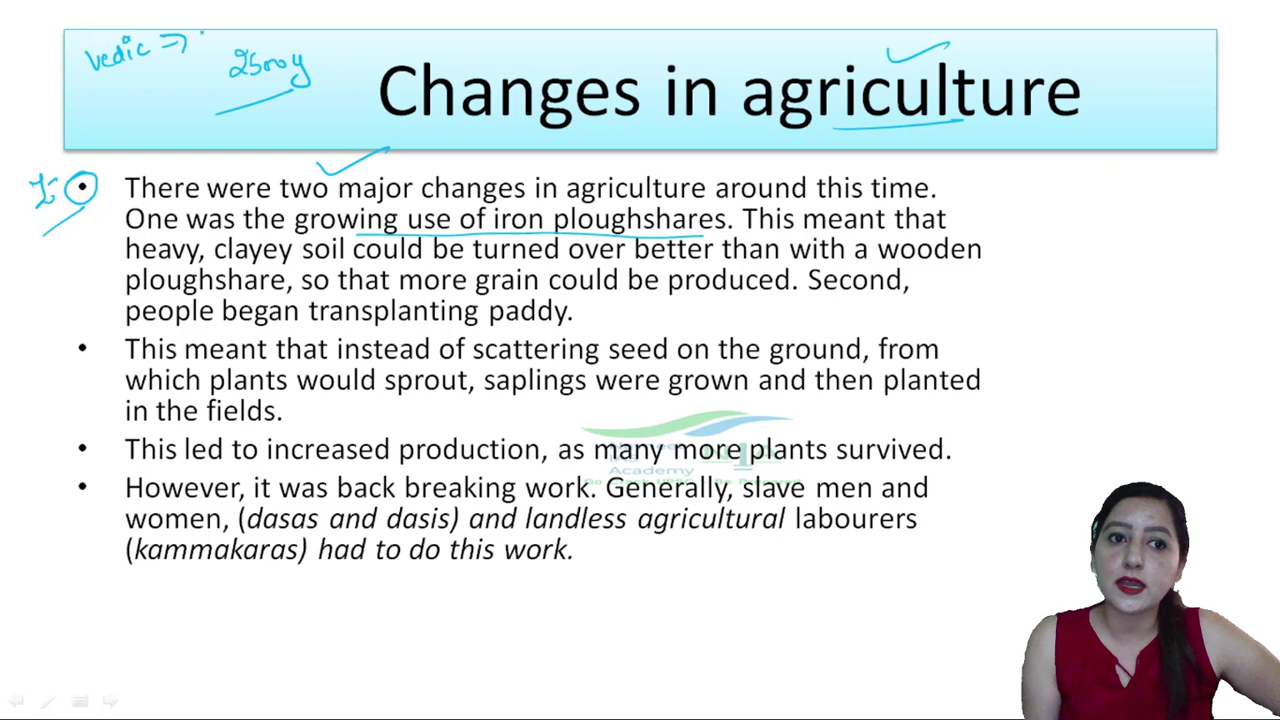 vedic ⇒
2500y
Changes in agriculture
• There were two major changes in agriculture around this time.
One was the growing use of iron ploughshares. This meant that
heavy, clayey soil could be turned over better than with a wooden
ploughshare, so that more grain could be produced. Second,
people began transplanting paddy.
• This meant that instead of scattering seed on the ground, from
which plants would sprout, saplings were grown and then planted
in the fields.
• This led to increased production, as many more plants survived.
Academy
• However, it was back breaking work. Generally, slave men and
women, (dasas and dasis) and landless agricultural labourers
(kammakaras) had to do this work.